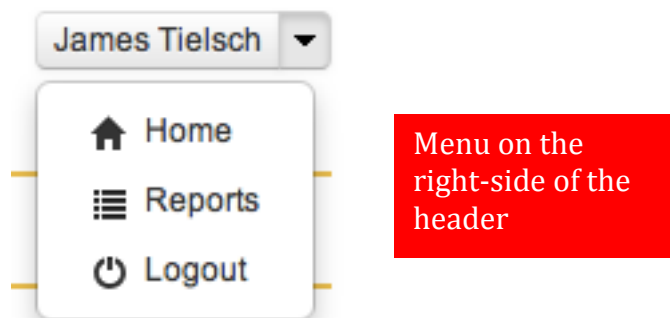 James Tielsch
Home
Reports
Logout
Menu on the
right-side of the
header